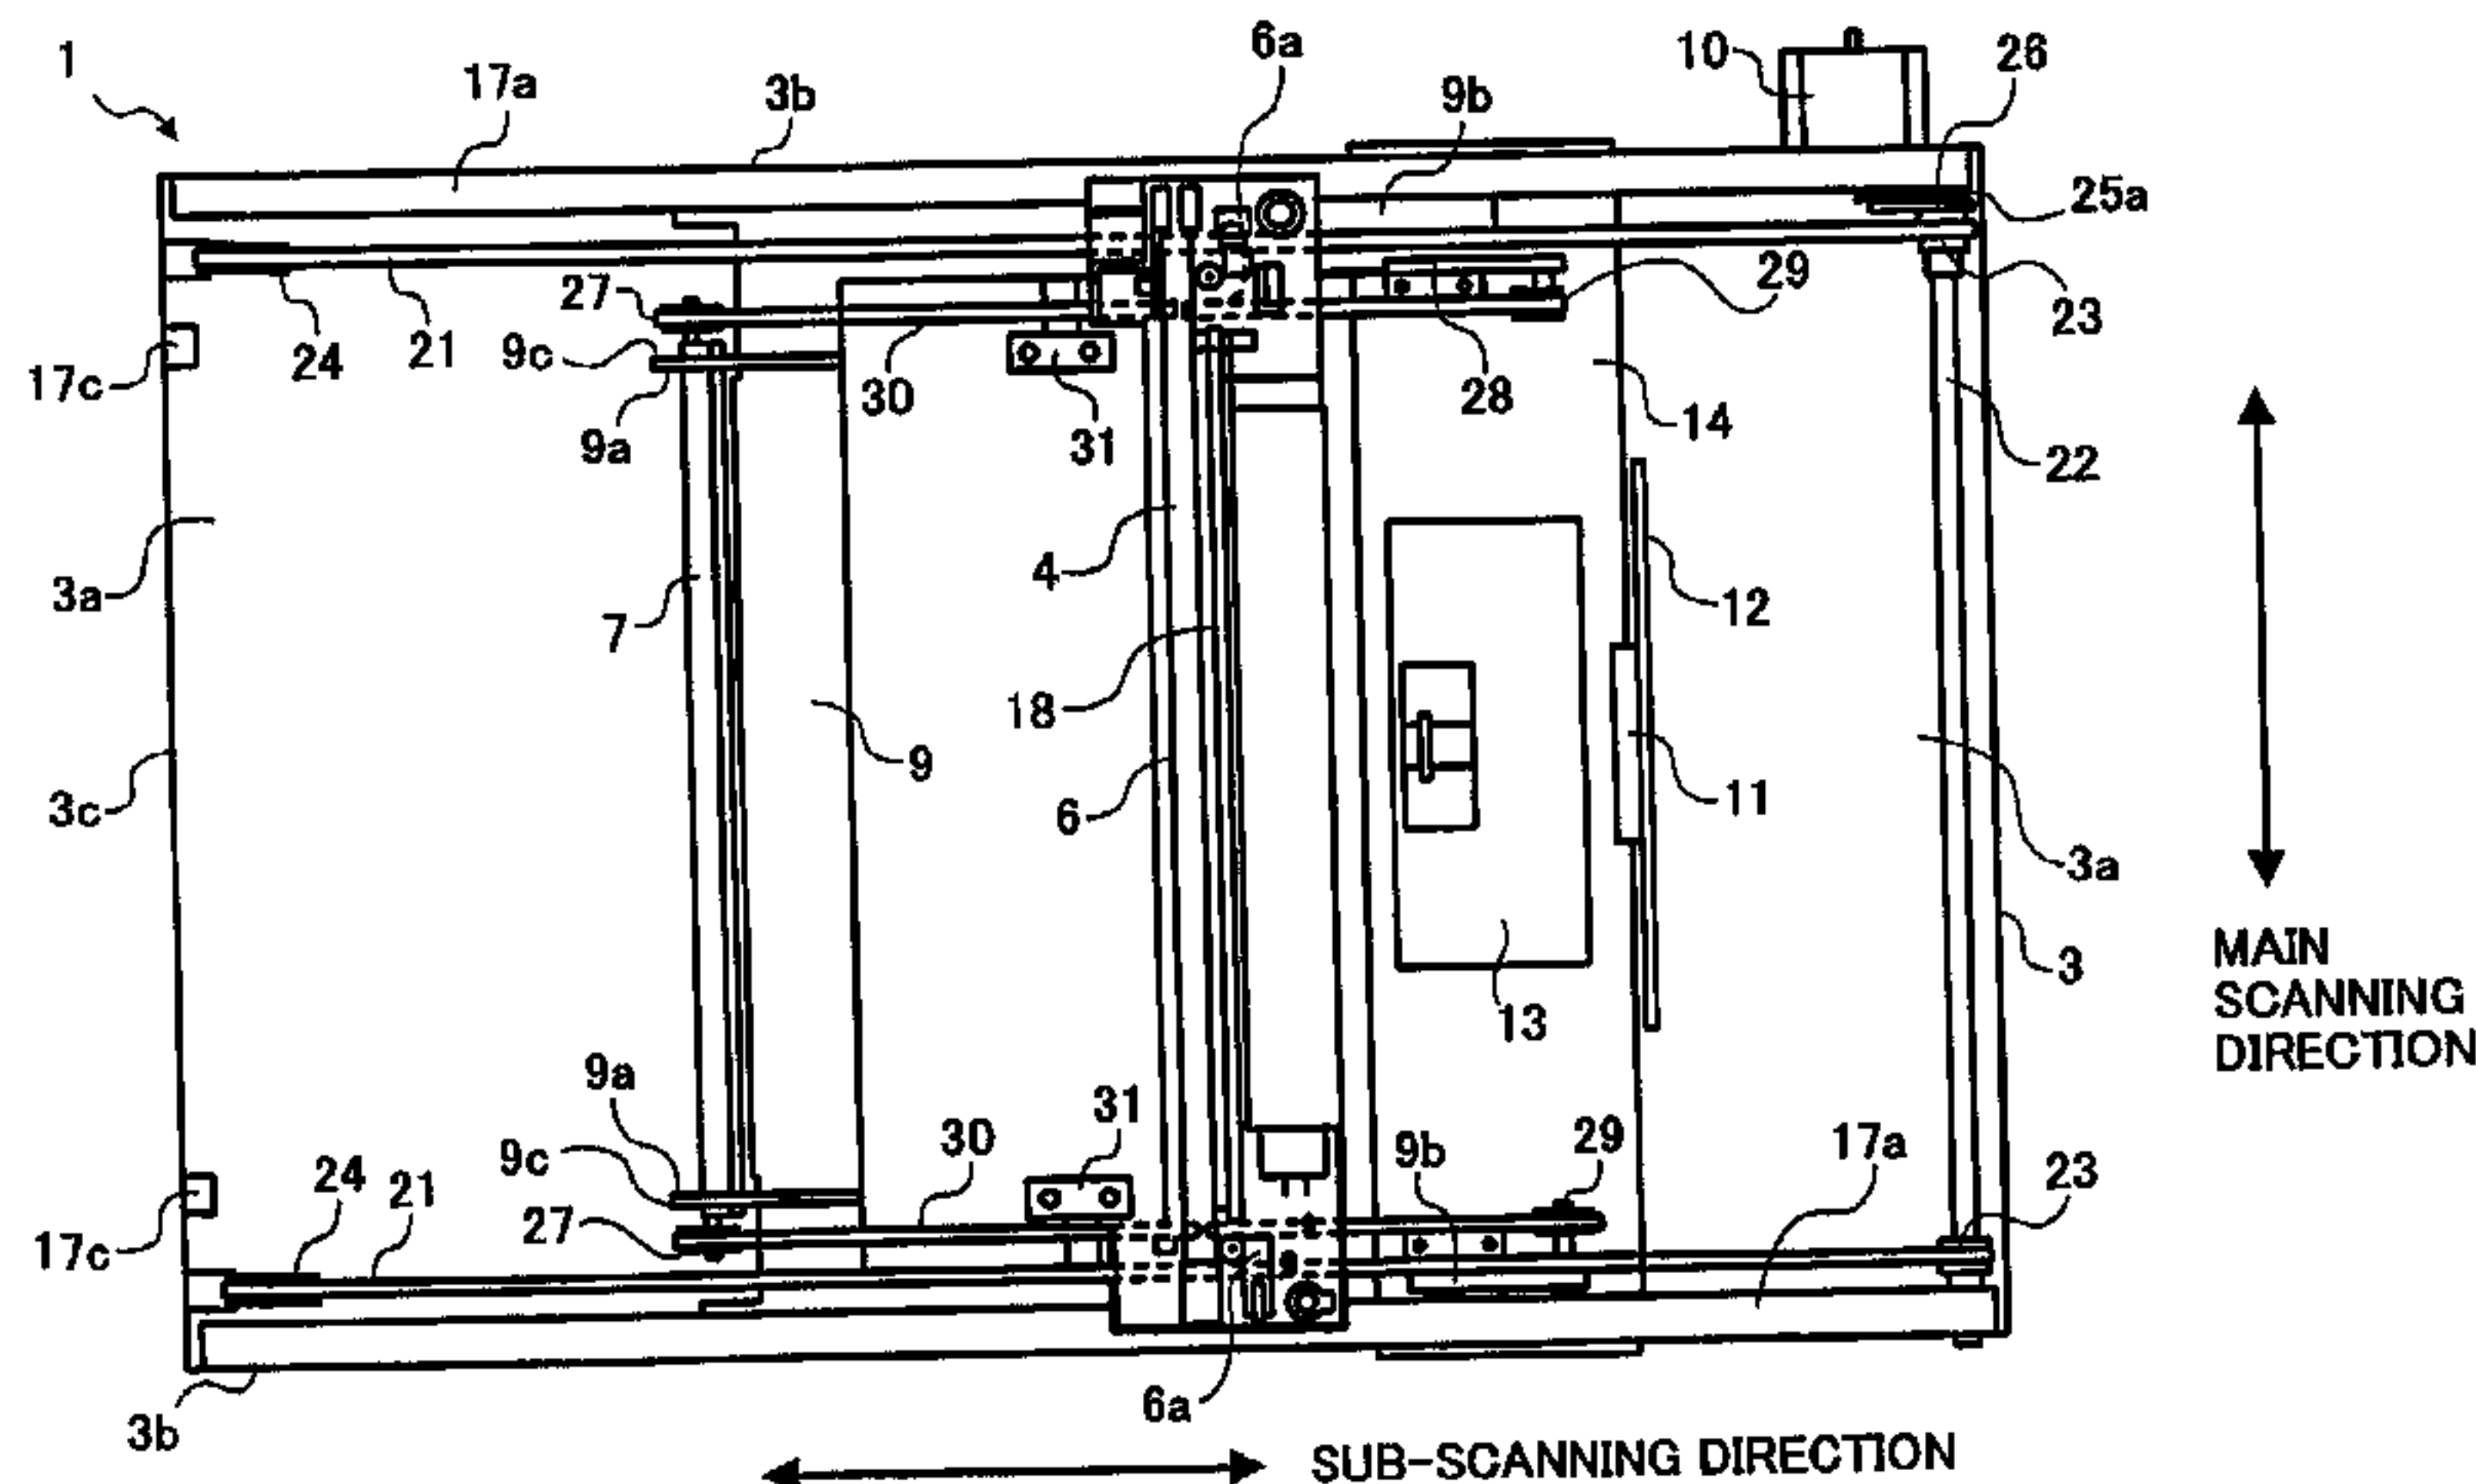 1
17a
3b
6a
9b
10
26
25a
27
29
23
24
21
9c
17c
30
28
9a
31
14
22
4
3a
12
7
18
9
11
3c
6
3a
3
13
MAIN
SCANNING
DIRECTION
9a
31
29
17a
24
21
9c
30
9b
23
17c
27
6a
3b
SUB-SCANNING DIRECTION